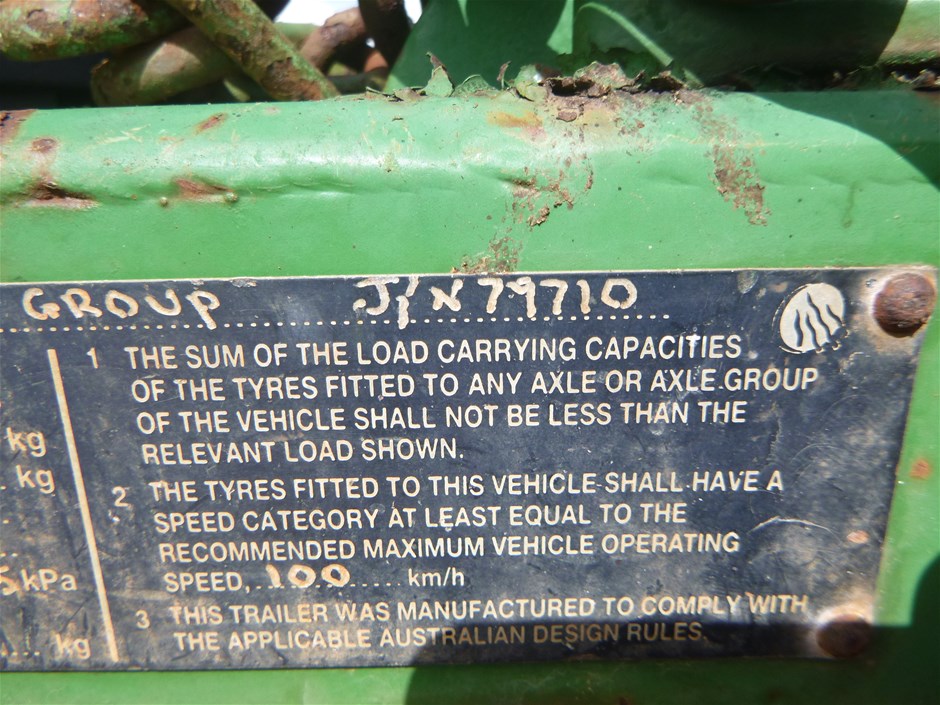 GROUP J/N 79710
1 THE SUM OF THE LOAD CARRYING CAPACITIES
OF THE TYRES FITTED TO ANY AXLE OR AXLE GROUP
OF THE VEHICLE SHALL NOT BE LESS THAN THE
kg
RELEVANT LOAD SHOWN.
kg
2 THE TYRES FITTED TO THIS VEHICLE SHALL HAVE A
SPEED CATEGORY AT LEAST EQUAL TO THE
RECOMMENDED MAXIMUM VEHICLE OPERATING
5 kPa
SPEED, 100 km/h
3 THIS TRAILER WAS MANUFACTURED TO COMPLY WITH
kg
THE APPLICABLE AUSTRALIAN DESIGN RULES.